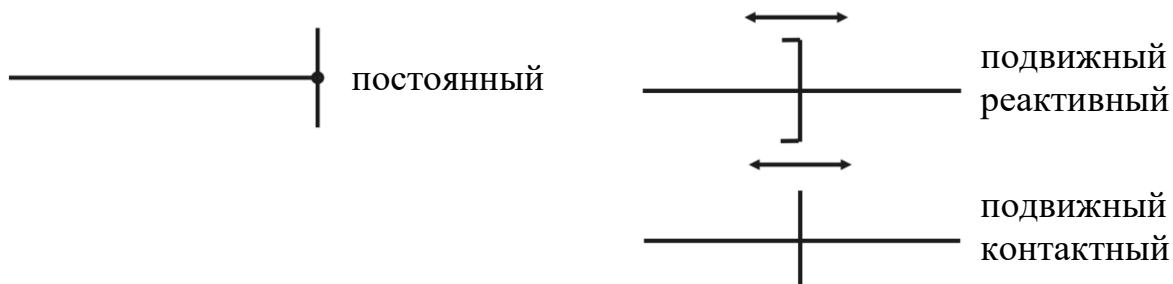 постоянный
подвижный
реактивный
подвижный
контактный